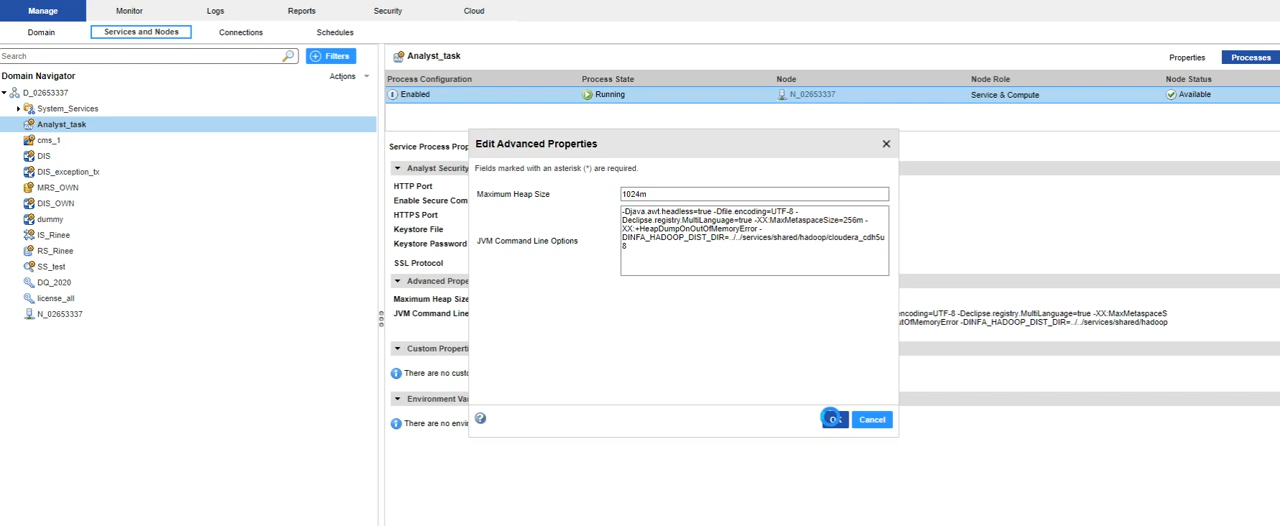 Manage
Monitor
Logs
Reports
Security
Cloud
Domain
Services and Nodes
Connections
Schedules
Search
Filters
Domain Navigator
Actions
D_02653337
System_Services
Analyst_task
cms_1
DIS
DIS_exception_tx
MRS_OWN
DIS_OWN
dummy
IS_Rinee
RS_Rinee
SS_test
DQ_2020
license_all
N_02653337
Analyst_task
Properties
Processes
Process Configuration
Process State
Node
Node Role
Node Status
Enabled
Running
N_02653337
Service & Compute
Available
Service Process Prop
Analyst Security
HTTP Port
Enable Secure Com
HTTPS Port
Keystore File
Keystore Password
SSL Protocol
Advanced Prope
Maximum Heap Size
JVM Command Line
encoding=UTF-8 -Declipse.registry.MultiLanguage=true -XX:MaxMetaspaceS
utOfMemoryError -DINFA_HADOOP_DIST_DIR=../../services/shared/hadoop
Custom Properti
There are no custo
Environment Va
There are no envir
Edit Advanced Properties
Fields marked with an asterisk (*) are required.
Maximum Heap Size
1024m
JVM Command Line Options
-Djava.awt.headless=true -Dfile.encoding=UTF-8 -
Declipse.registry.MultiLanguage=true -XX:MaxMetaspaceSize=256m -
XX:+HeapDumpOnOutOfMemoryError -
DINFA_HADOOP_DIST_DIR=../../services/shared/hadoop/cloudera_cdh5u
8
OK
Cancel